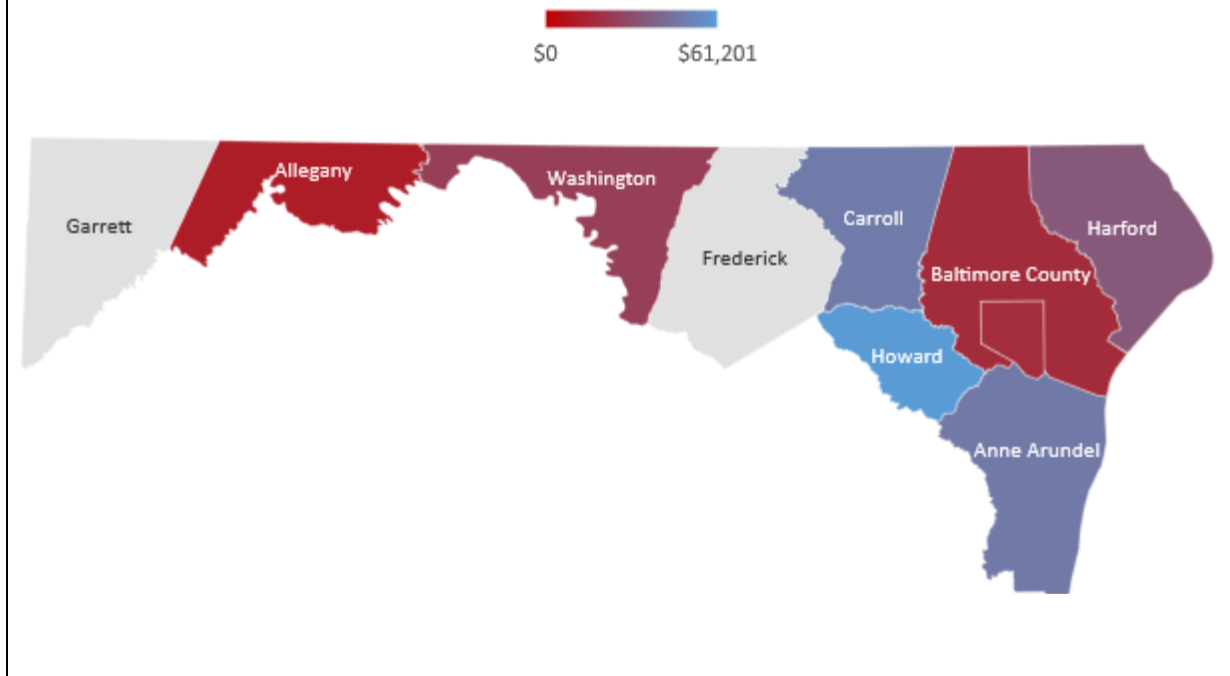 $0 $61,201
Allegany
Washington
Garrett
Carroll
Harford
Frederick
Baltimore County
Howard
Anne Arundel